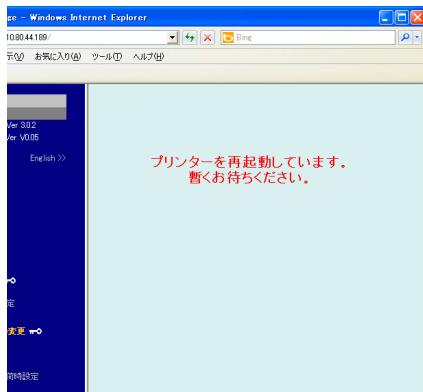 ge - Windows Internet Explorer
10.80.44.189/
Bing
示(V) お気に入り(A) ツール(T) ヘルプ(H)
Ver 3.0.2
Ver V0.05
English >>
プリンターを再起動しています。
暫くお待ちください。
定
変更
同時設定